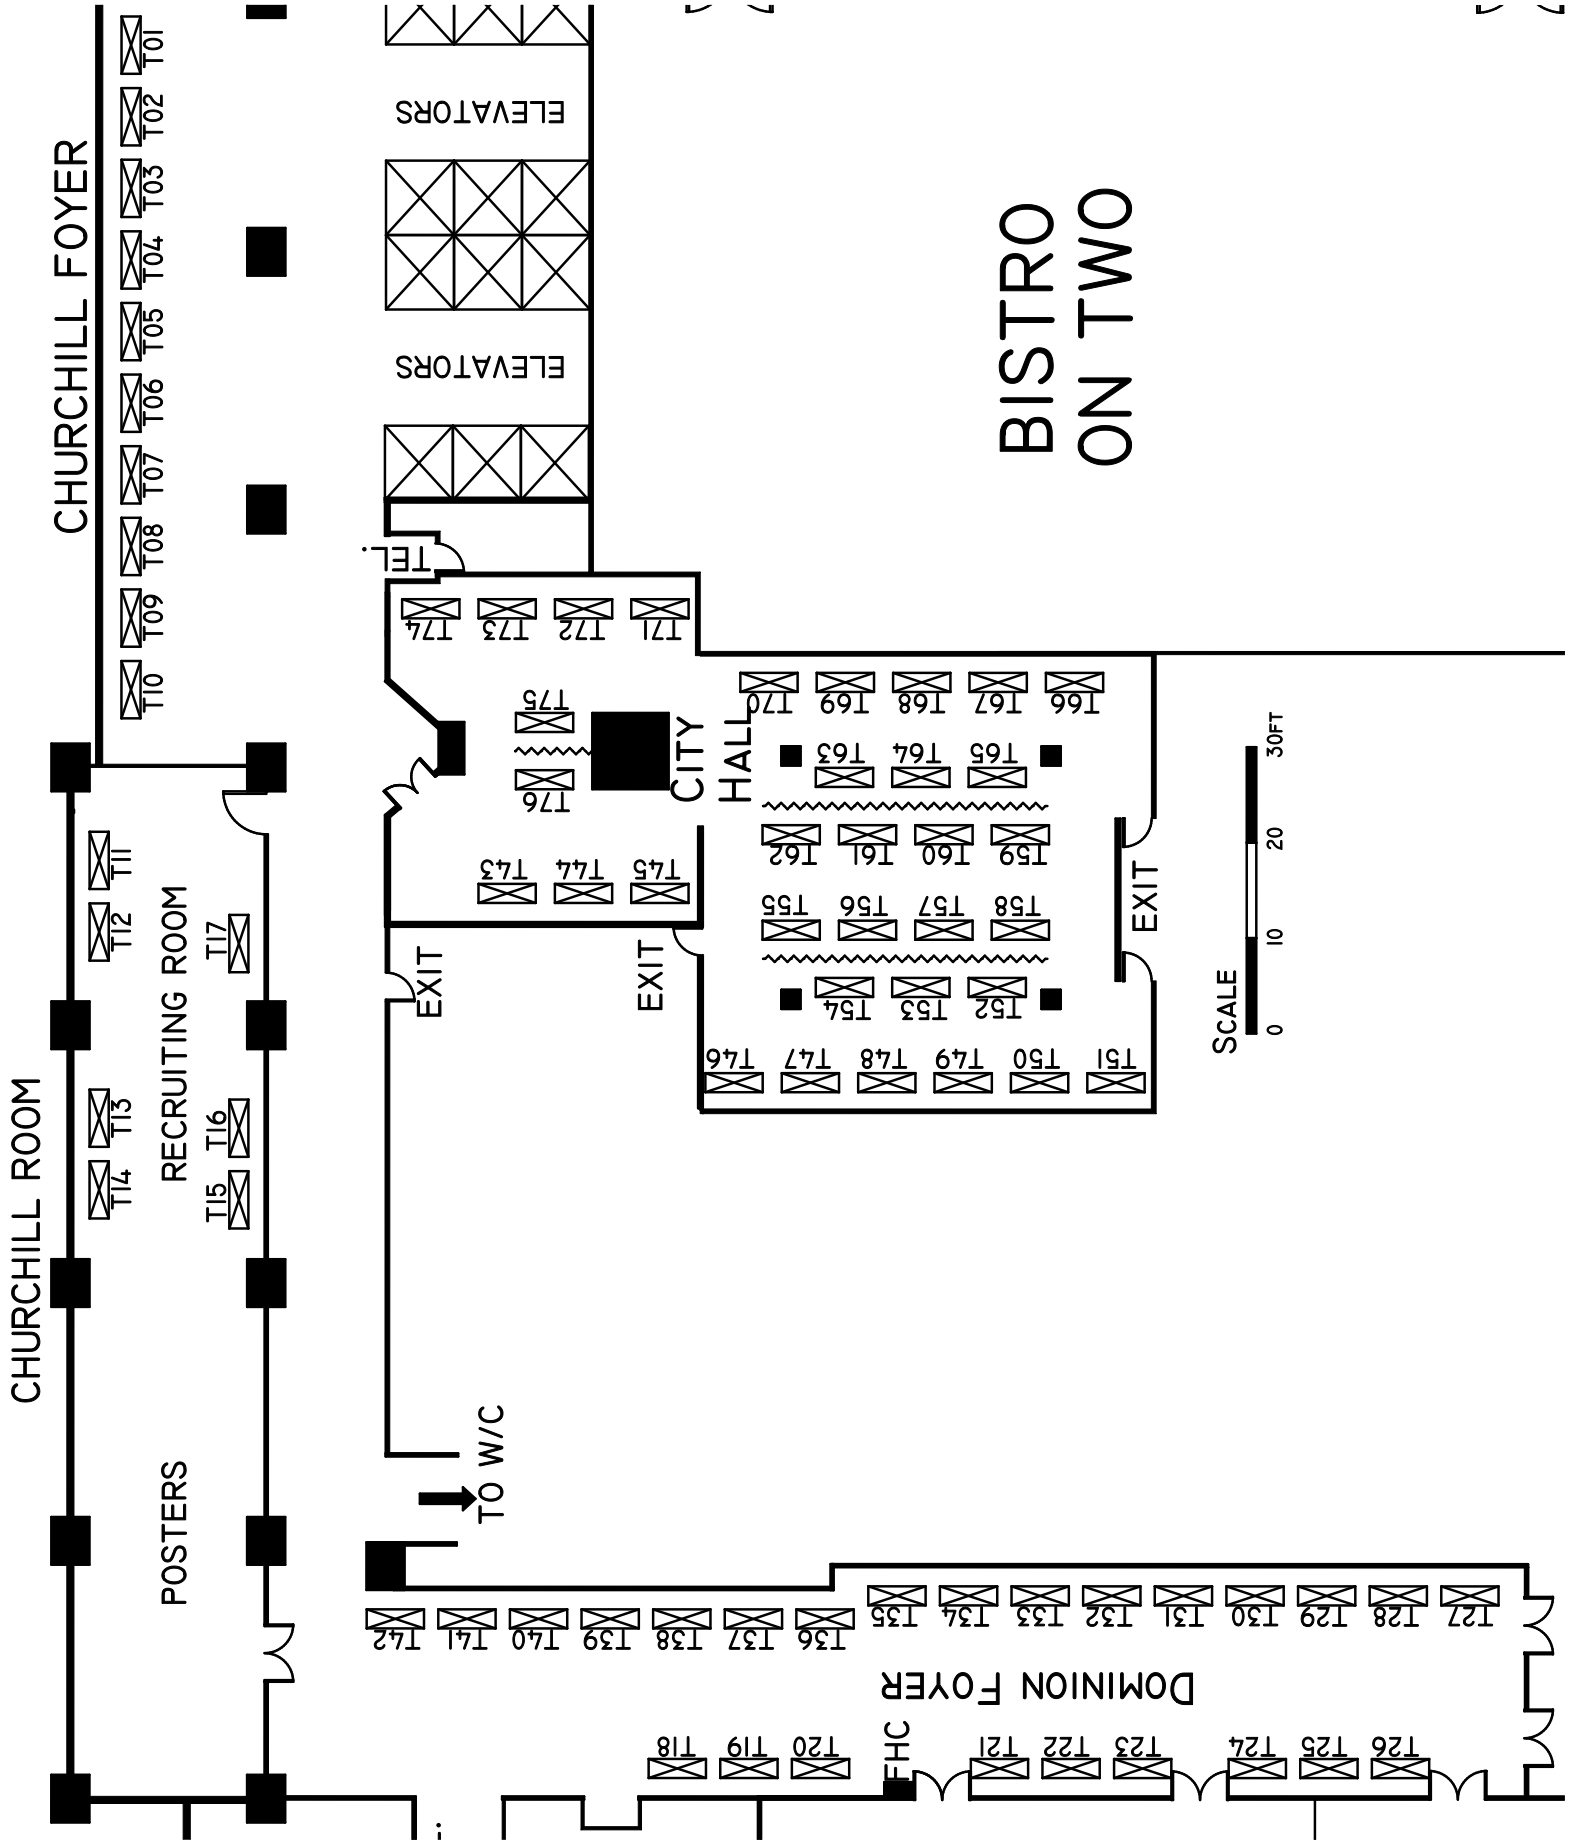 CHURCHILL FOYER
T01
T02
T03
T04
T05
T06
T07
T08
T09
T10
ELEVATORS
ELEVATORS
BISTRO
ON TWO
TEL.
T74
T73
T72
T71
T75
T76
CITY
HALL
T43
T44
T45
T70
T69
T68
T67
T66
T63
T64
T65
T62
T61
T60
T59
T55
T56
T57
T58
T54
T53
T52
T46
T47
T48
T49
T50
T51
EXIT
EXIT
EXIT
SCALE
0
10
20
30FT
CHURCHILL ROOM
RECRUITING ROOM
T11
T12
T13
T14
T15
T16
T17
POSTERS
TO W/C
T42
T41
T40
T39
T38
T37
T36
T35
T34
T33
T32
T31
T30
T29
T28
T27
DOMINION FOYER
FHC
T18
T19
T20
T21
T22
T23
T24
T25
T26